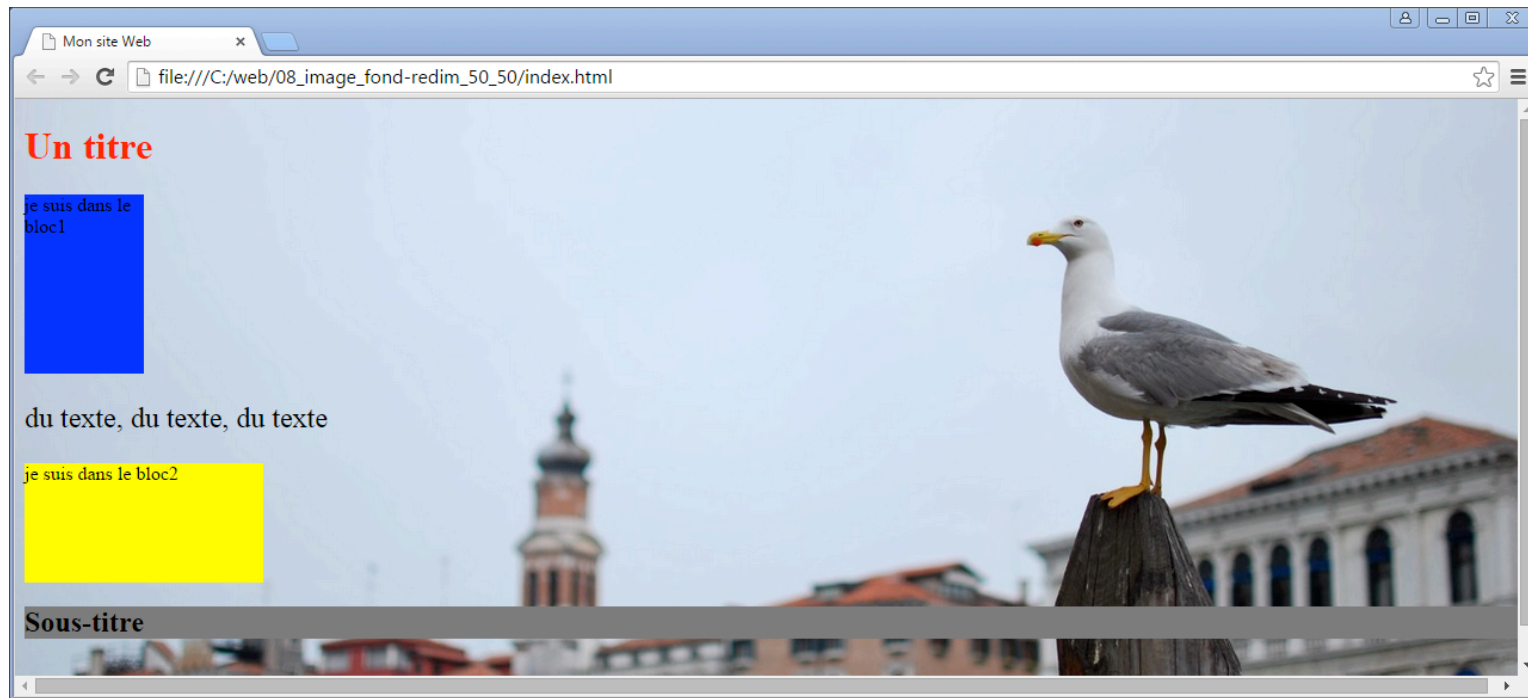 Mon site Web
file:///C:/web/08_image_fond-redim_50_50/index.html
Un titre
je suis dans le
bloc1
du texte, du texte, du texte
je suis dans le bloc2
Sous-titre